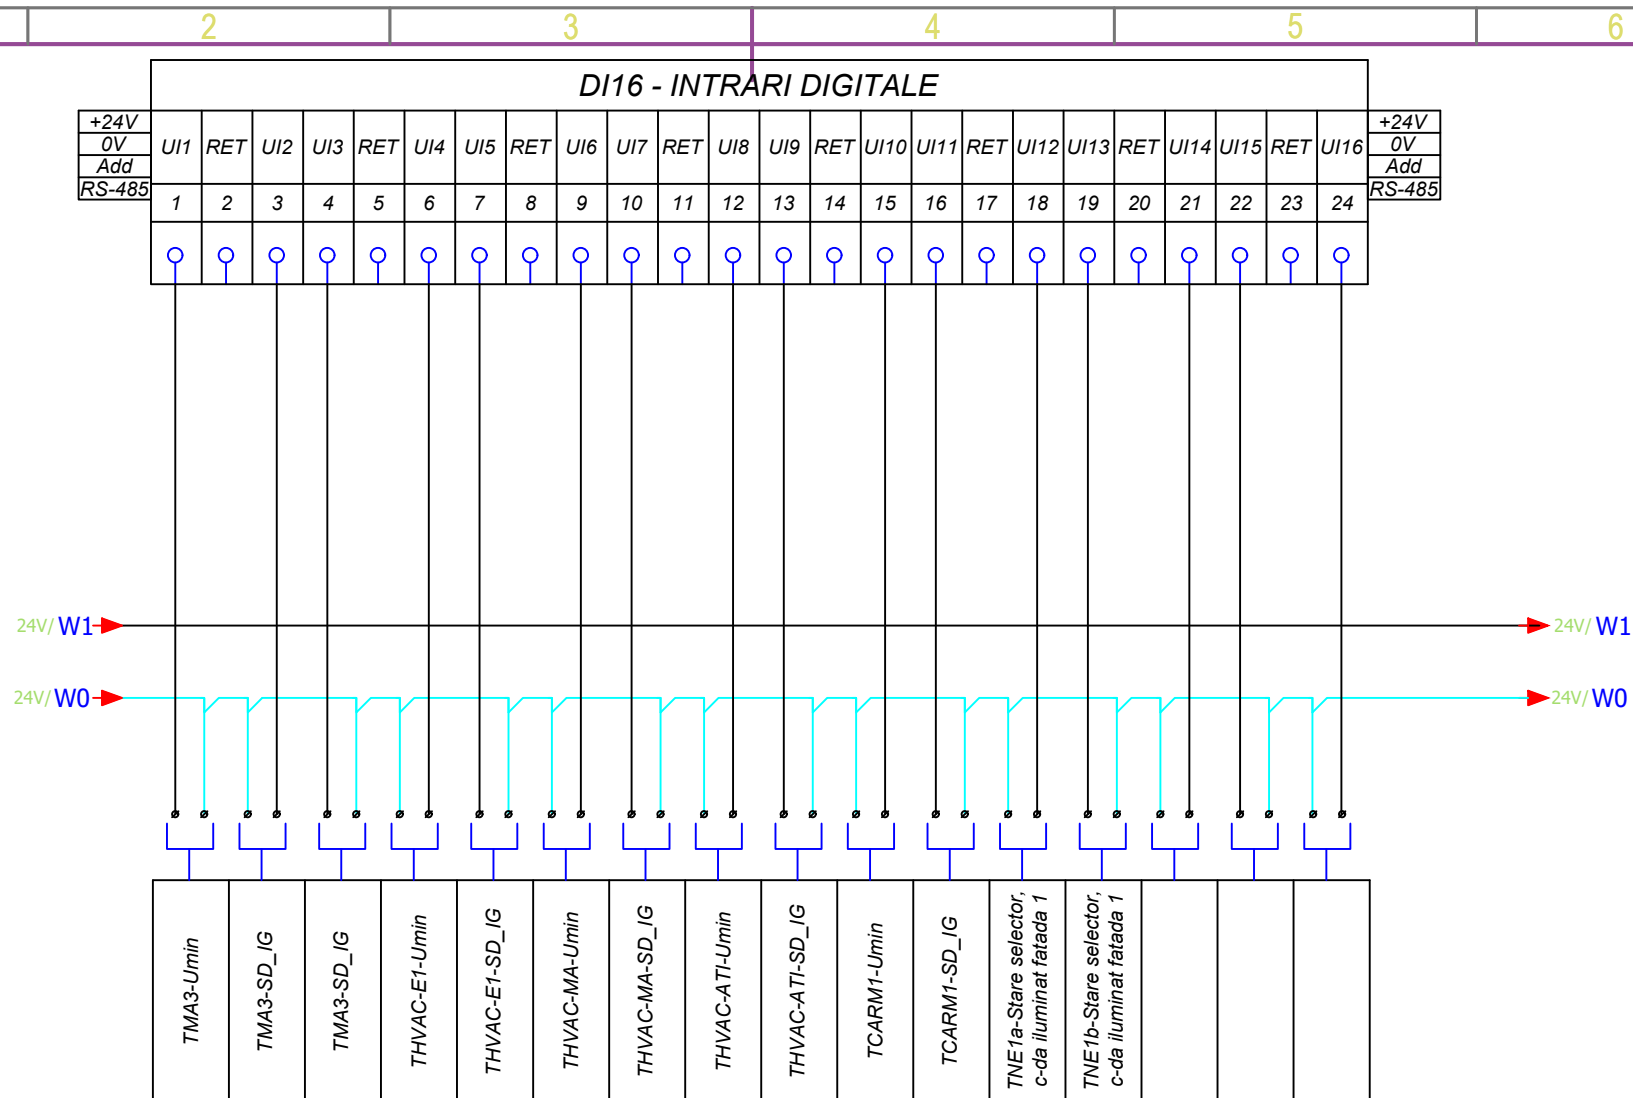 2 3 4 5 6
DI16 - INTRARI DIGITALE
+24V
0V
Add
RS-485
UI1 RET UI2 UI3 RET UI4 UI5 RET UI6 UI7 RET UI8 UI9 RET UI10 UI11 RET UI12 UI13 RET UI14 UI15 RET UI16
1 2 3 4 5 6 7 8 9 10 11 12 13 14 15 16 17 18 19 20 21 22 23 24
+24V
0V
Add
RS-485
24V/ W1
24V/ W1
24V/ W0
24V/ W0
TMA3-Umin
TMA3-SD_IG
TMA3-SD_IG
THVAC-E1-Umin
THVAC-E1-SD_IG
THVAC-MA-Umin
THVAC-MA-SD_IG
THVAC-ATI-Umin
THVAC-ATI-SD_IG
TCARM1-Umin
TCARM1-SD_IG
TNE1a-Stare selector,
c-da iluminat fatada 1
TNE1b-Stare selector,
c-da iluminat fatada 1